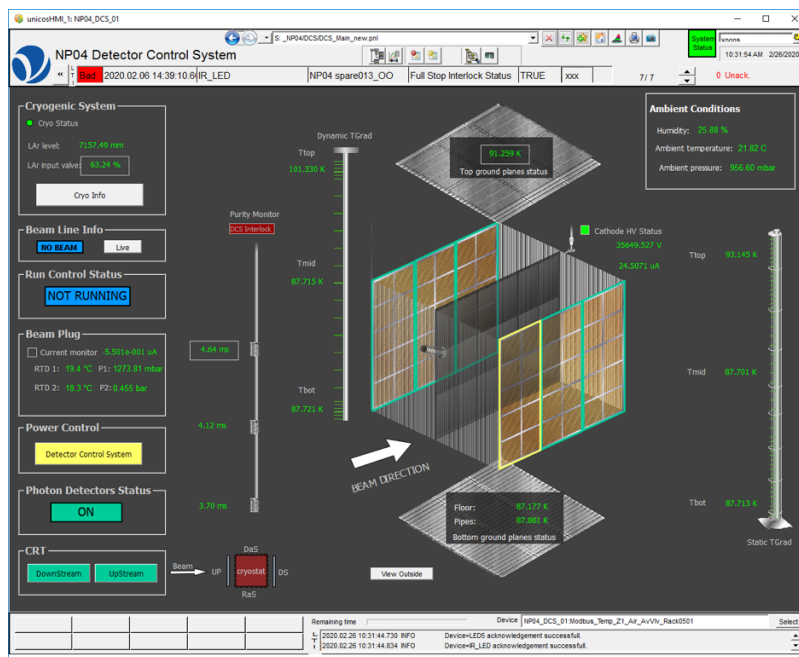 unicosHMI_1: NP04_DCS_01
S: _NP04/DCS/DCS_Main_new.pnl
NP04 Detector Control System
System Status
10:31:54 AM 2/26/2020
Bad 2020.02.06 14:39:10.6 IR_LED NP04 spare013_OO Full Stop Interlock Status TRUE xxx 7/ 7 0 Unack.
Cryogenic System
Cryo Status
LAr level: 7157.49 mm
LAr input valve: 63.24 %
Cryo Info
Beam Line Info
NO BEAM Live
Run Control Status
NOT RUNNING
Beam Plug
Current monitor -5.501e-001 uA
RTD 1: 19.4 °C P1: 1273.81 mbar
RTD 2: 18.3 °C P2: 0.455 bar
Power Control
Detector Control System
Photon Detectors Status
ON
CRT
DownStream UpStream
Beam
UP
DaS
cryostat
DS
RaS
Purity Monitor
DCS Interlock
4.64 ms
4.12 ms
3.70 ms
Dynamic TGrad
Ttop
101.330 K
Tmid
87.715 K
Tbot
87.721 K
91.259 K
Top ground planes status
Cathode HV Status
35649.527 V
24.5071 uA
BEAM DIRECTION
Floor: 87.177 K
Pipes: 87.881 K
Bottom ground planes status
View Outside
Ambient Conditions
Humidity: 25.88 %
Ambient temperature: 21.82 C
Ambient pressure: 956.60 mbar
Ttop 93.145 K
Tmid 87.701 K
Tbot 87.713 K
Static TGrad
Remaining time
Device NP04_DCS_01:Modbus_Temp_Z1_Air_AvVlv_Rack0501 Select
2020.02.26 10:31:44.730 INFO Device=LED5 acknowledgement successfull.
2020.02.26 10:31:44.834 INFO Device=IR_LED acknowledgement successfull.